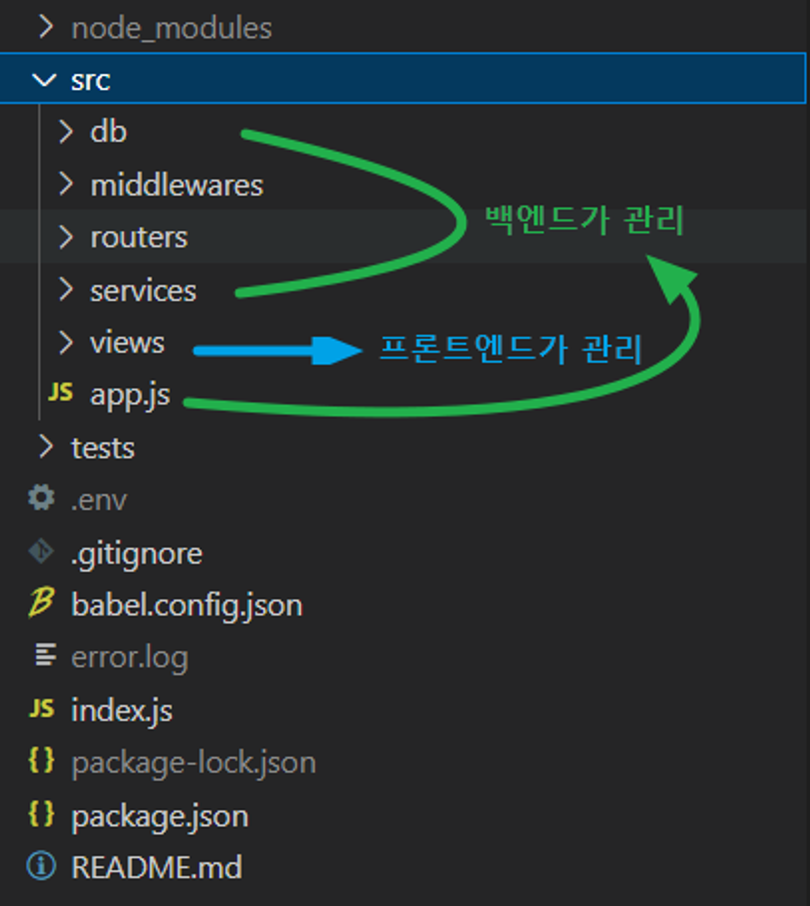 node_modules
src
db
middlewares
백엔드가 관리
routers
services
views
프론트엔드가 관리
JS app.js
tests
.env
.gitignore
babel.config.json
error.log
JS index.js
{} package-lock.json
{} package.json
README.md